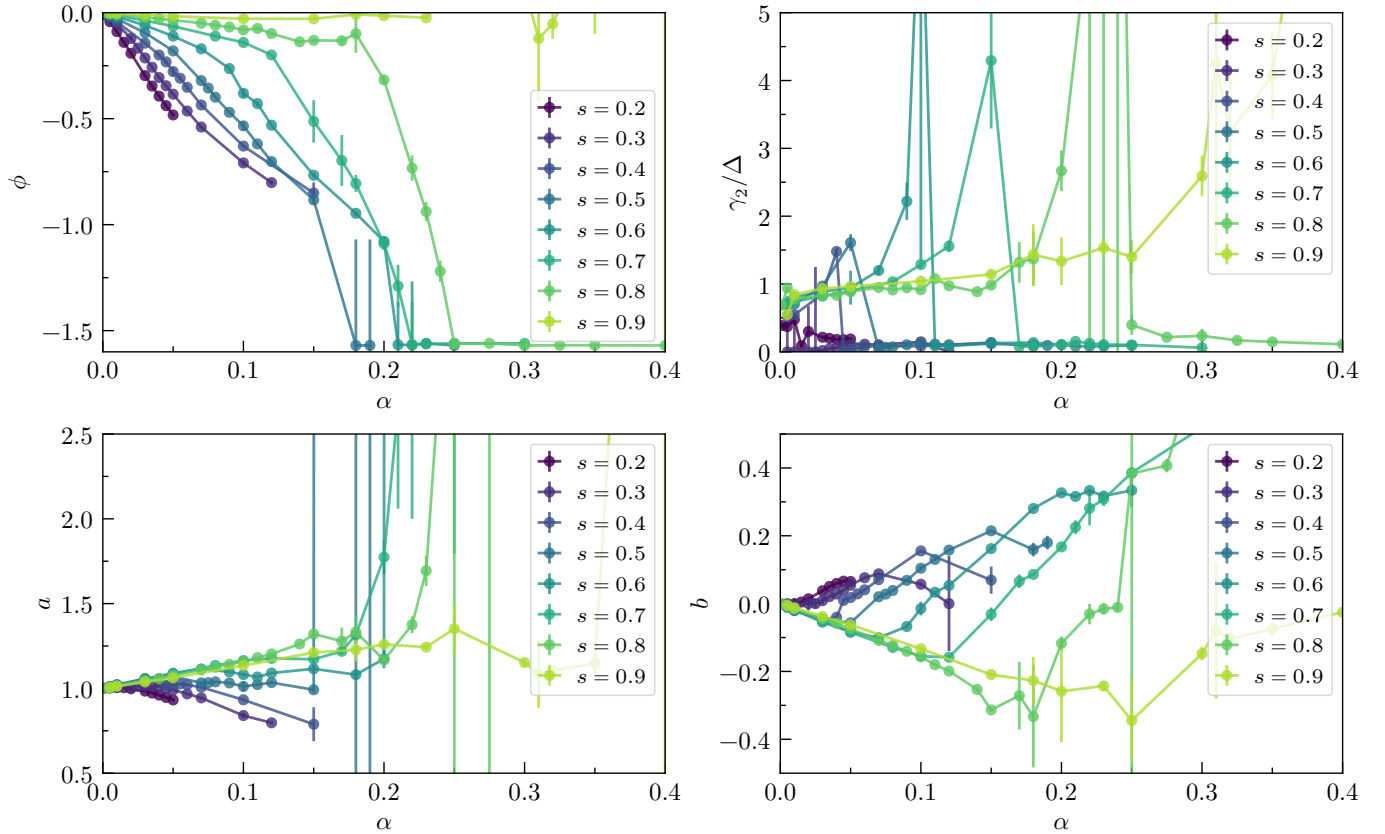 0.0
−0.5
−1.0
−1.5
ϕ
0.0
0.1
0.2
0.3
0.4
α
s = 0.2
s = 0.3
s = 0.4
s = 0.5
s = 0.6
s = 0.7
s = 0.8
s = 0.9
5
4
3
2
1
0
γ₂/Δ
0.0
0.1
0.2
0.3
0.4
α
s = 0.2
s = 0.3
s = 0.4
s = 0.5
s = 0.6
s = 0.7
s = 0.8
s = 0.9
2.5
2.0
1.5
1.0
0.5
a
0.0
0.1
0.2
0.3
0.4
α
s = 0.2
s = 0.3
s = 0.4
s = 0.5
s = 0.6
s = 0.7
s = 0.8
s = 0.9
0.4
0.2
0.0
−0.2
−0.4
b
0.0
0.1
0.2
0.3
0.4
α
s = 0.2
s = 0.3
s = 0.4
s = 0.5
s = 0.6
s = 0.7
s = 0.8
s = 0.9